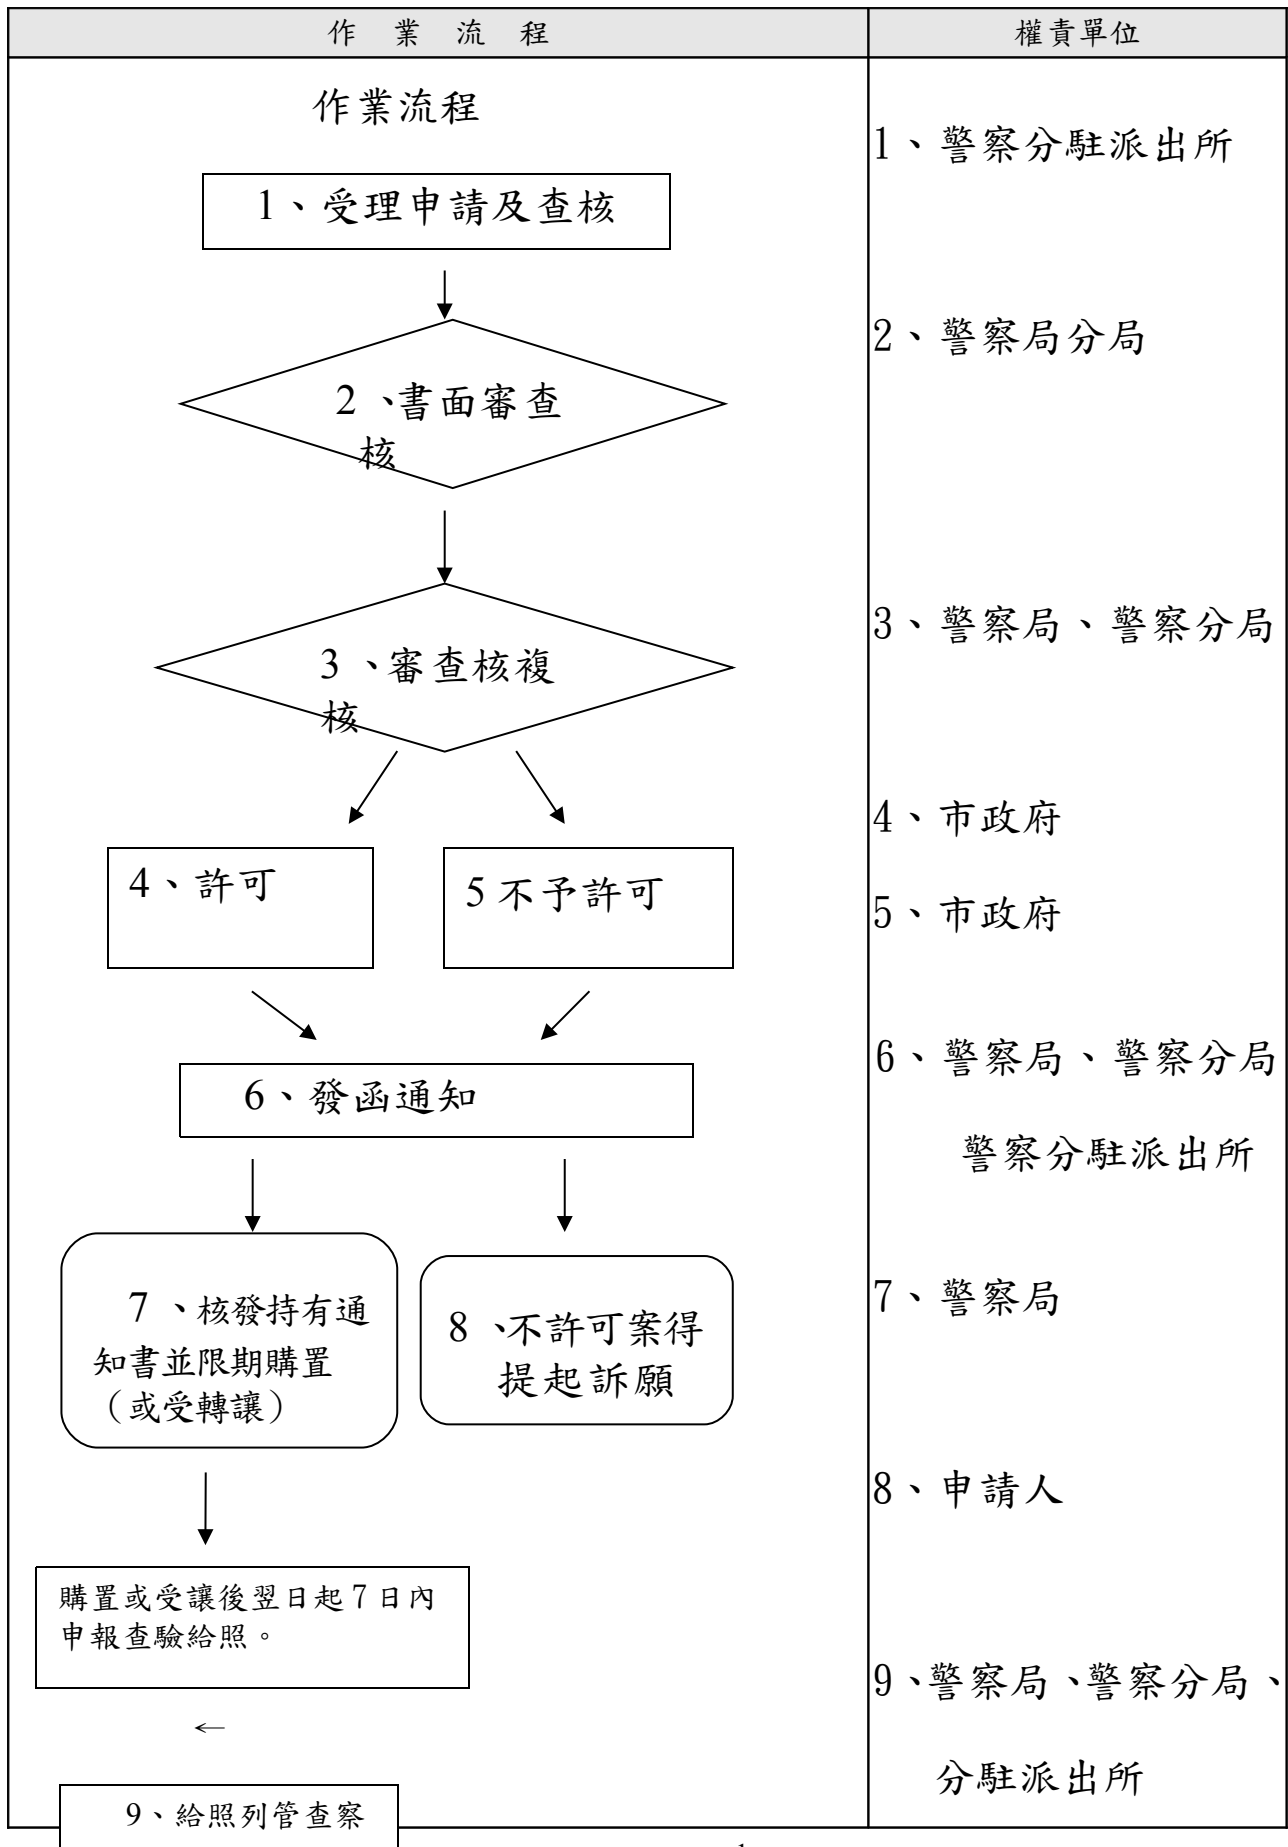 作 業 流 程
權責單位
作業流程
1、受理申請及查核
2、書面審查
核
3、審查核複
核
4、許可
5不予許可
6、發函通知
7、核發持有通
知書並限期購置
（或受轉讓）
8、不許可案得
提起訴願
購置或受讓後翌日起7日內
申報查驗給照。
←
9、給照列管查察
1、警察分駐派出所
2、警察局分局
3、警察局、警察分局
4、市政府
5、市政府
6、警察局、警察分局
警察分駐派出所
7、警察局
8、申請人
9、警察局、警察分局、
分駐派出所